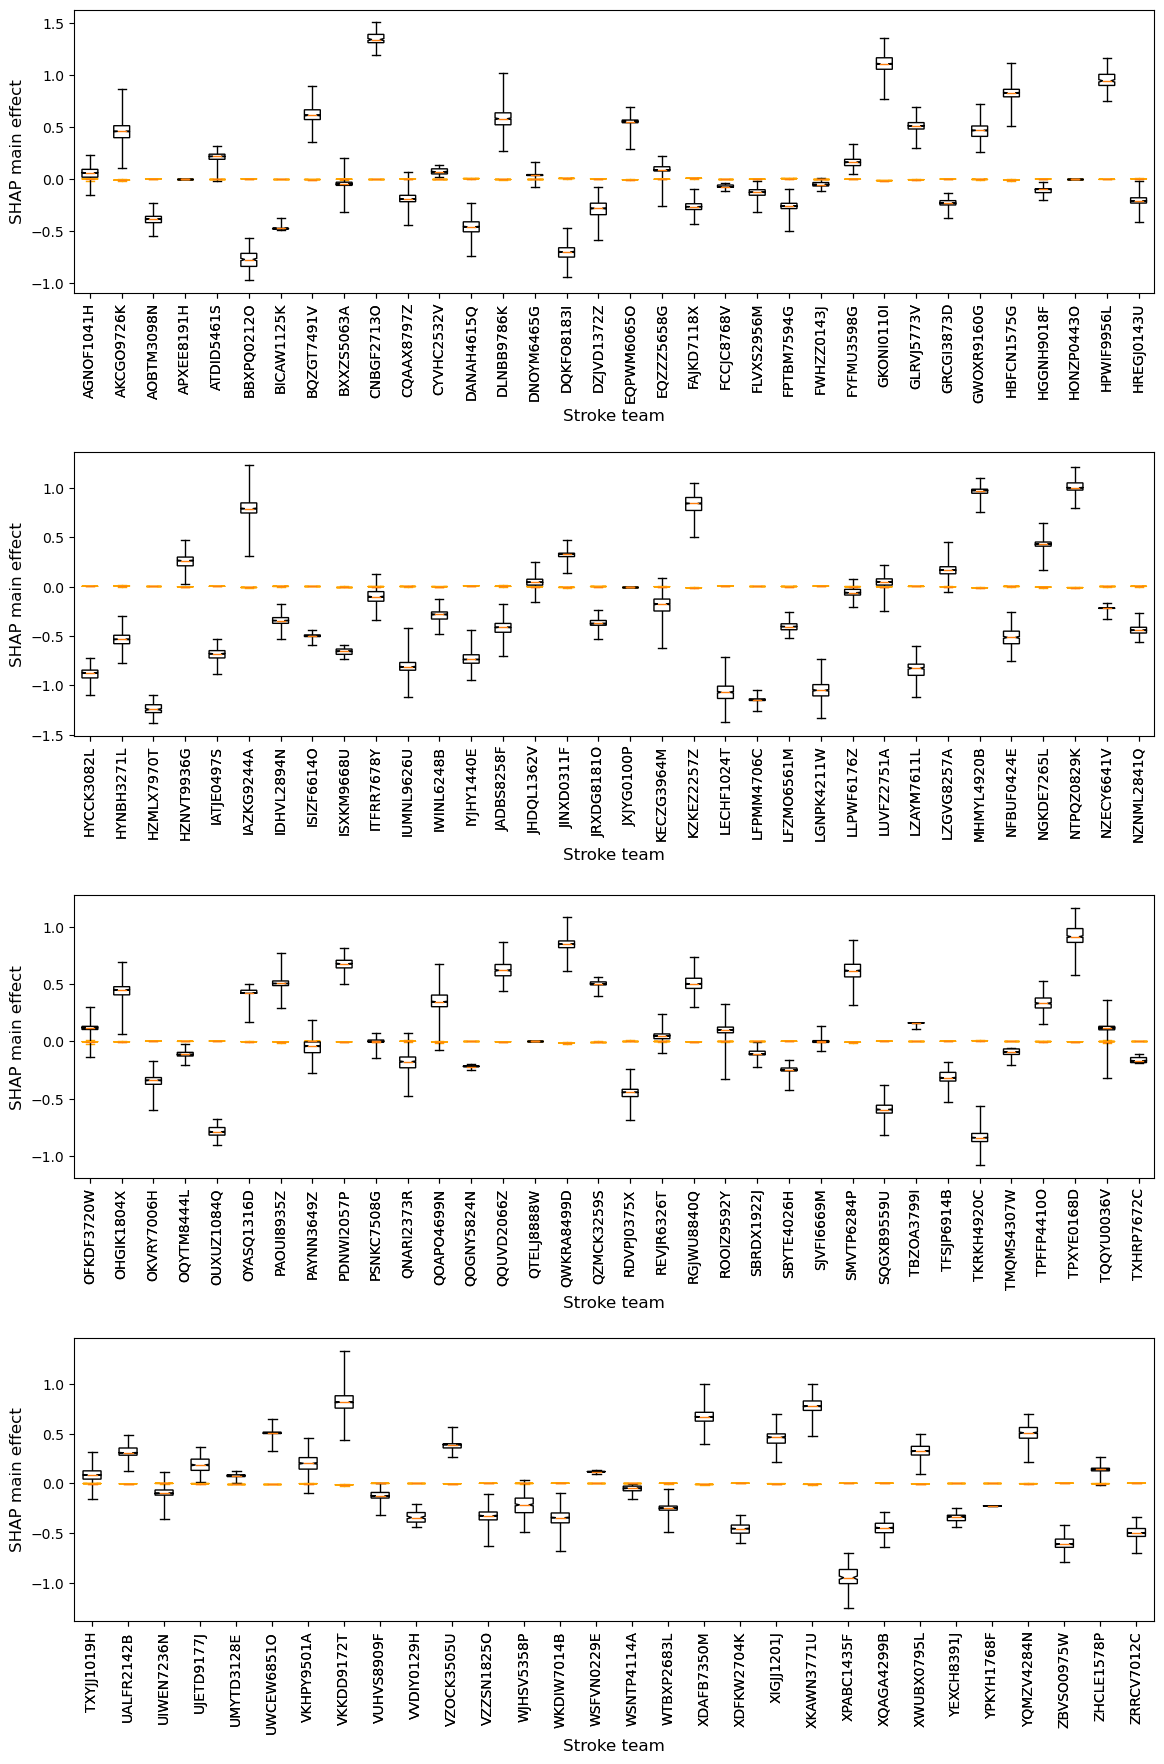 SHAP main effect
1.5
1.0
0.5
0.0
−0.5
−1.0
AGNOF1041H
AKCGO9726K
AOBTM3098N
APXEE8191H
ATDID5461S
BBXPQ0212O
BICAW1125K
BQZGT7491V
BXXZS5063A
CNBGF2713O
CQAAX8797Z
CYVHC2532V
DANAH4615Q
DLNBB9786K
DNOYM6465G
DQKFO8183I
DZJVD1372Z
EQPWM6065O
EQZZZ5658G
FAJKD7118X
FCCJC8768V
FLVXS2956M
FPTBM7594G
FWHZZ0143J
FYFMU3598G
GKONI0110I
GLRVJ5773V
GRCGI3873D
GWOXR9160G
HBFCN1575G
HGGNH9018F
HONZP0443O
HPWIF9956L
HREGJ0143U
Stroke team
SHAP main effect
1.0
0.5
0.0
−0.5
−1.0
−1.5
HYCCK3082L
HYNBH3271L
HZMLX7970T
HZNVT9936G
IATJE0497S
IAZKG9244A
IDHVL2894N
ISIZF6614O
ISXKM9668U
ITFRR7678Y
IUMNL9626U
IWINL6248B
IYJHY1440E
JADBS8258F
JHDQL1362V
JINXD0311F
JRXDG8181O
JXJYG0100P
KECZG3964M
KZKEZ2257Z
LECHF1024T
LFPMM4706C
LFZMO6561M
LGNPK4211W
LLPWF6176Z
LUVFZ2751A
LZAYM7611L
LZGVG8257A
MHMYL4920B
NFBUF0424E
NGKDE7265L
NTPQZ0829K
NZECY6641V
NZNML2841Q
Stroke team
SHAP main effect
1.0
0.5
0.0
−0.5
−1.0
OFKDF3720W
OHGIK1804X
OKVRY7006H
OQYTM8444L
OUXUZ1084Q
OYASQ1316D
PAOUI8935Z
PAYNN3649Z
PDNWI2057P
PSNKC7508G
QNARI2373R
QOAPO4699N
QOGNY5824N
QQUVD2066Z
QTELJ8888W
QWKRA8499D
QZMCK3259S
RDVPJ0375X
REVJR6326T
RGJWU8840Q
ROOIZ9592Y
SBRDX1922J
SBYTE4026H
SJVFI6669M
SMVTP6284P
SQGXB9559U
TBZOA3799I
TFSJP6914B
TKRKH4920C
TMQMS4307W
TPFFP4410O
TPXYE0168D
TQQYU0036V
TXHRP7672C
Stroke team
SHAP main effect
1.0
0.5
0.0
−0.5
−1.0
TXYJJ1019H
UALFR2142B
UIWEN7236N
UJETD9177J
UMYTD3128E
UWCEW6851O
VKHPY9501A
VKKDD9172T
VUHVS8909F
VVDIY0129H
VZOCK3505U
VZZSN1825O
WJHSV5358P
WKDIW7014B
WSFVN0229E
WSNTP4114A
WTBXP2683L
XDAFB7350M
XDFKW2704K
XIGJJ1201J
XKAWN3771U
XPABC1435F
XQAGA4299B
XWUBX0795L
YEXCH8391J
YPKYH1768F
YQMZV4284N
ZBVSO0975W
ZHCLE1578P
ZRRCV7012C
Stroke team